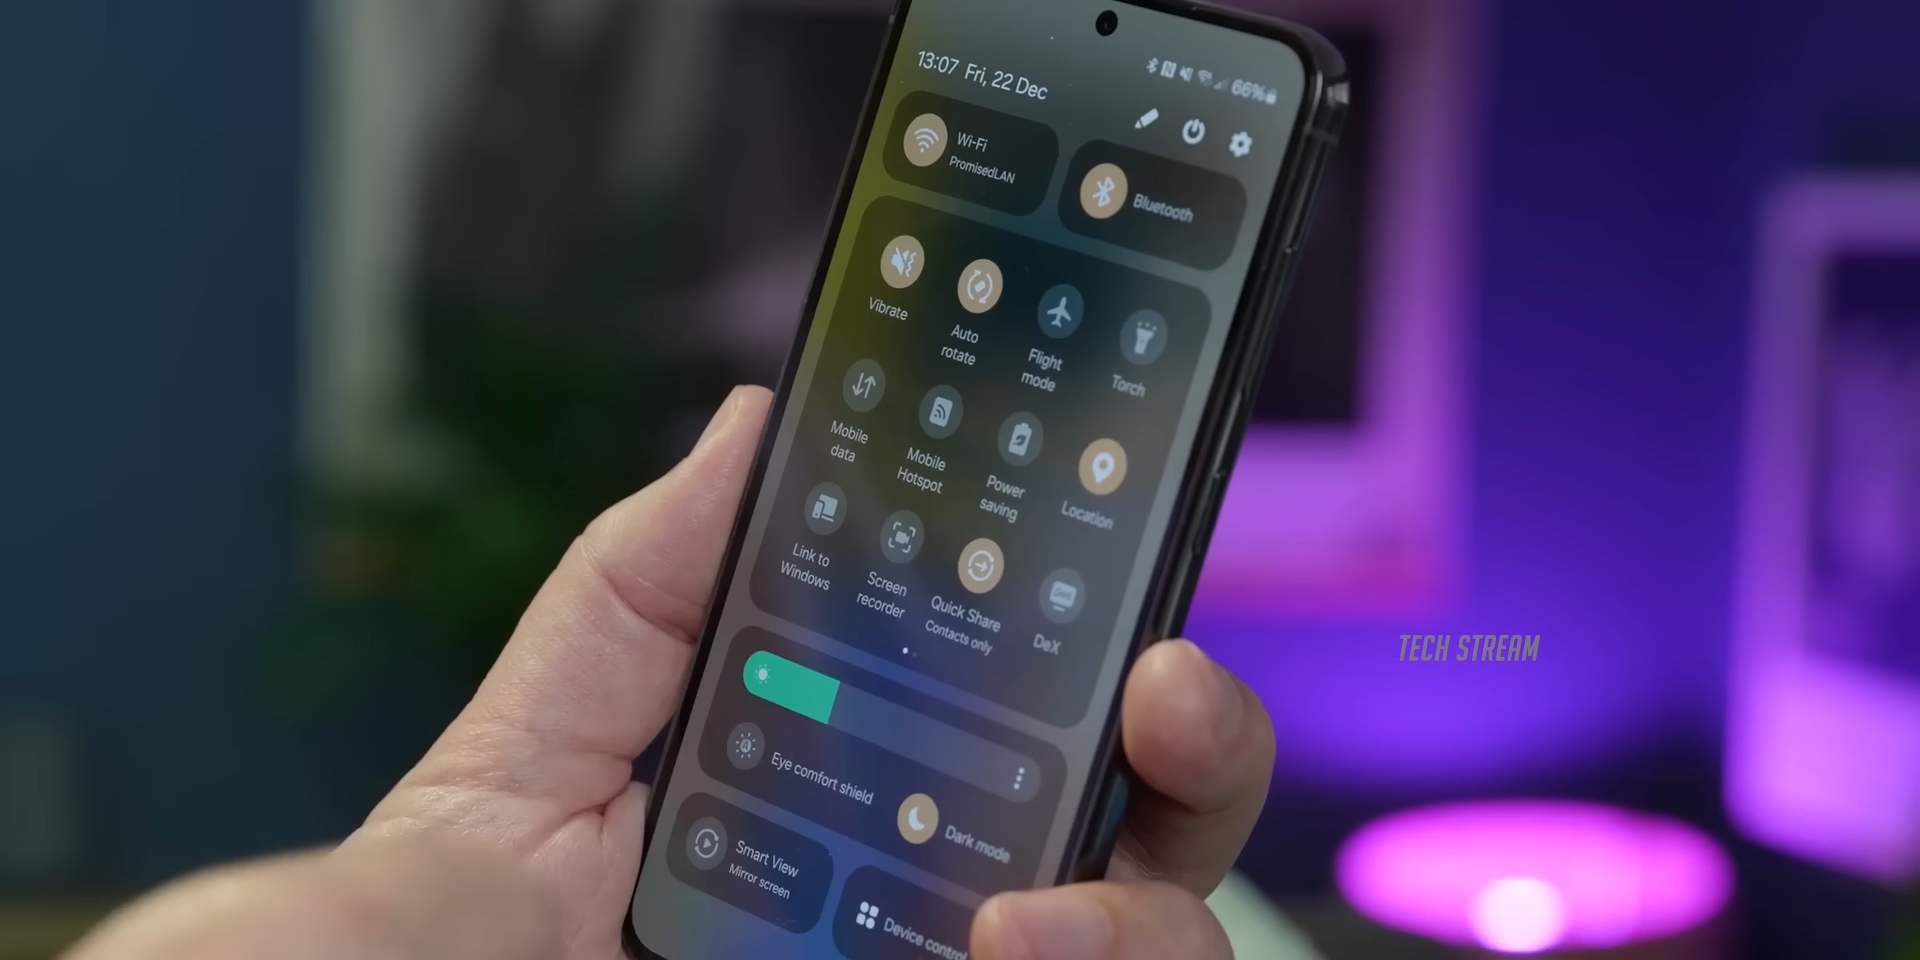 13:07 Fri, 22 Dec
66%
Wi-Fi
PromisedLAN
Bluetooth
Vibrate
Auto
rotate
Flight
mode
Torch
Mobile
data
Mobile
Hotspot
Power
saving
Location
Link to
Windows
Screen
recorder
Quick Share
Contacts only
DeX
Eye comfort shield
Dark mode
Smart View
Mirror screen
Device control
TECH STREAM